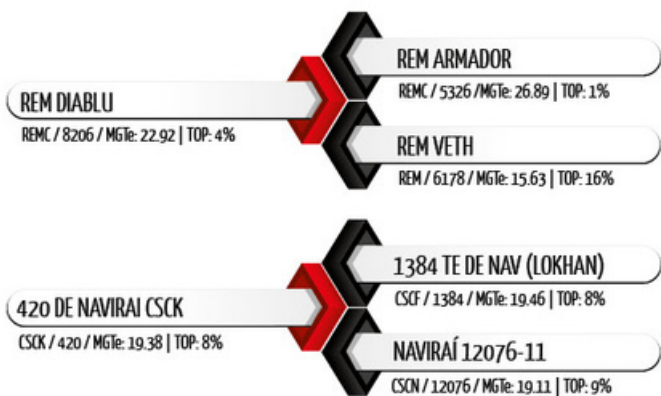 REM ARMADOR
REMC / 5326 /MGTe: 26.89 | TOP: 1%
REM DIABLU
REMC / 8206 / MGTe: 22.92 | TOP: 4%
REM VETH
REM / 6178 / MGTe: 15.63 | TOP: 16%
1384 TE DE NAV (LOKHAN)
CSCF / 1384 / MGTe: 19.46 | TOP: 8%
420 DE NAVIRAI CSCK
CSCK / 420 / MGTe: 19.38 | TOP: 8%
NAVIRAÍ 12076-11
CSCN / 12076 / MGTe: 19.11 | TOP: 9%